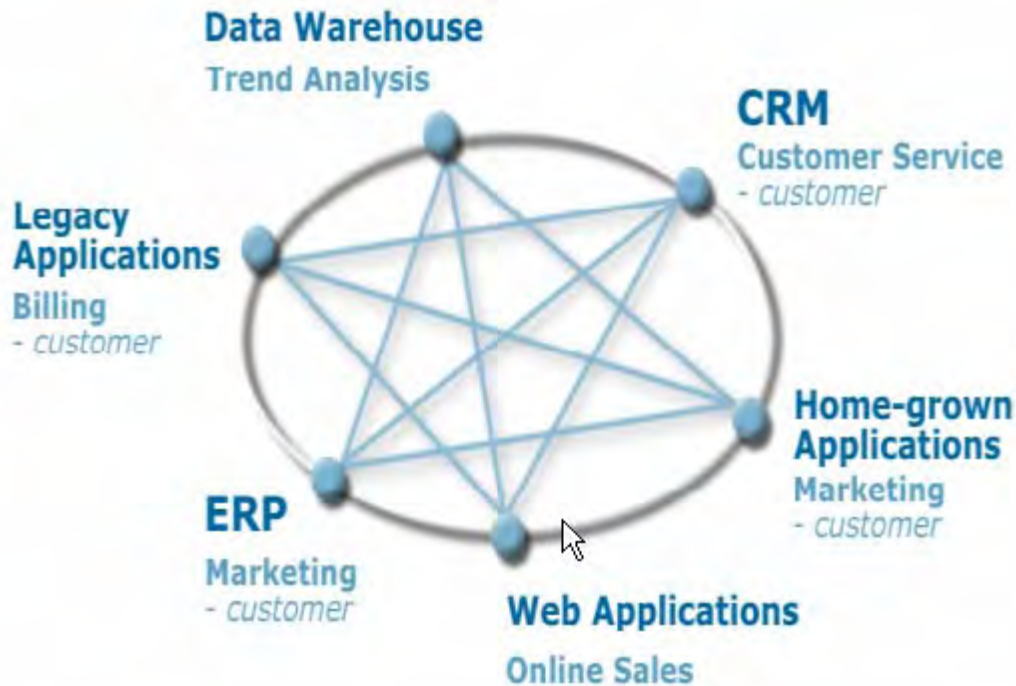 Data Warehouse
Trend Analysis
CRM
Customer Service
- customer
Legacy
Applications
Billing
- customer
Home-grown
Applications
Marketing
- customer
ERP
Marketing
- customer
Web Applications
Online Sales